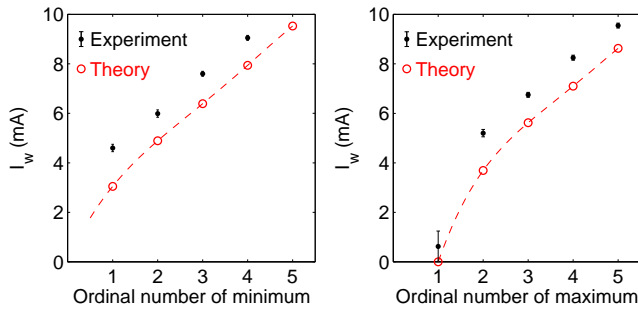 10
8
6
4
2
0
I_w (mA)
Experiment
Theory
1 2 3 4 5
Ordinal number of minimum
10
8
6
4
2
0
I_w (mA)
Experiment
Theory
1 2 3 4 5
Ordinal number of maximum